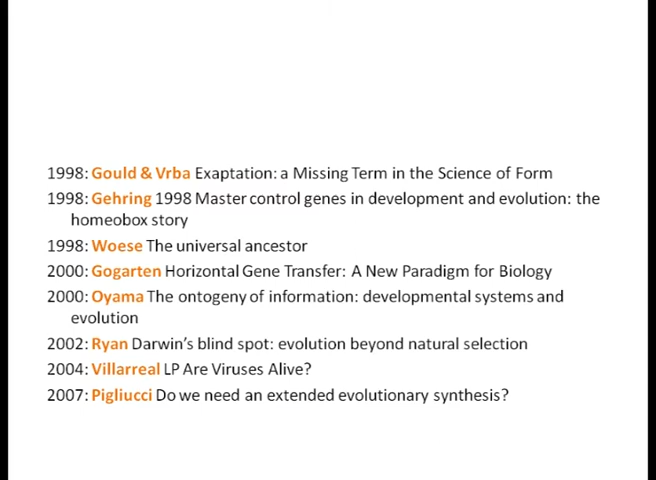 1998: Gould & Vrba Exaptation: a Missing Term in the Science of Form
1998: Gehring 1998 Master control genes in development and evolution: the
homeobox story
1998: Woese The universal ancestor
2000: Gogarten Horizontal Gene Transfer: A New Paradigm for Biology
2000: Oyama The ontogeny of information: developmental systems and
evolution
2002: Ryan Darwin's blind spot: evolution beyond natural selection
2004: Villarreal LP Are Viruses Alive?
2007: Pigliucci Do we need an extended evolutionary synthesis?